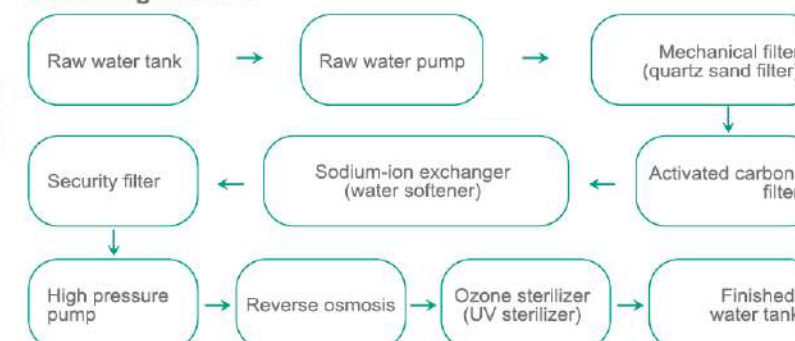 Raw water tank
Raw water pump
Mechanical filter
(quartz sand filter)
Security filter
Sodium-ion exchanger
(water softener)
Activated carbon
filter
High pressure
pump
Reverse osmosis
Ozone sterilizer
(UV sterilizer)
Finished
water tank